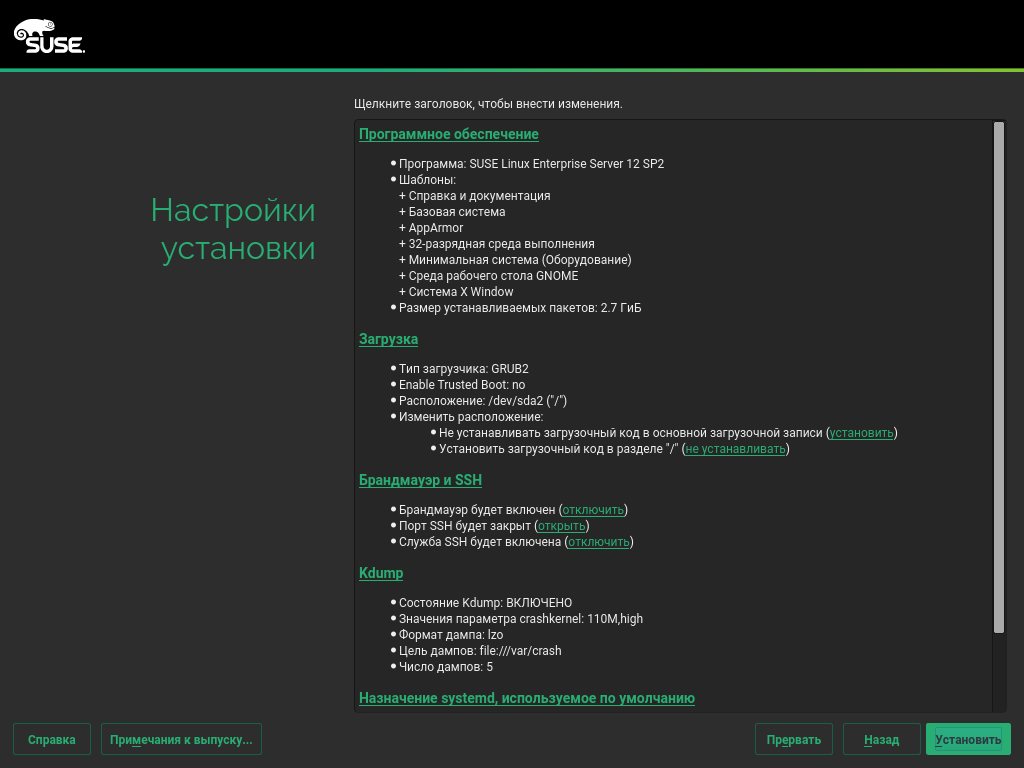 SUSE.
Щелкните заголовок, чтобы внести изменения.
Настройки
установки
Программное обеспечение
Программа: SUSE Linux Enterprise Server 12 SP2
Шаблоны:
+ Справка и документация
+ Базовая система
+ AppArmor
+ 32-разрядная среда выполнения
+ Минимальная система (Оборудование)
+ Среда рабочего стола GNOME
+ Система X Window
Размер устанавливаемых пакетов: 2.7 ГиБ
Загрузка
Тип загрузчика: GRUB2
Enable Trusted Boot: no
Расположение: /dev/sda2 ("/")
Изменить расположение:
Не устанавливать загрузочный код в основной загрузочной записи (установить)
Установить загрузочный код в разделе "/" (не устанавливать)
Брандмауэр и SSH
Брандмауэр будет включен (отключить)
Порт SSH будет закрыт (открыть)
Служба SSH будет включена (отключить)
Kdump
Состояние Kdump: ВКЛЮЧЕНО
Значения параметра crashkernel: 110M,high
Формат дампа: lzo
Цель дампов: file:///var/crash
Число дампов: 5
Назначение systemd, используемое по умолчанию
Справка
Примечания к выпуску...
Прервать
Назад
Установить